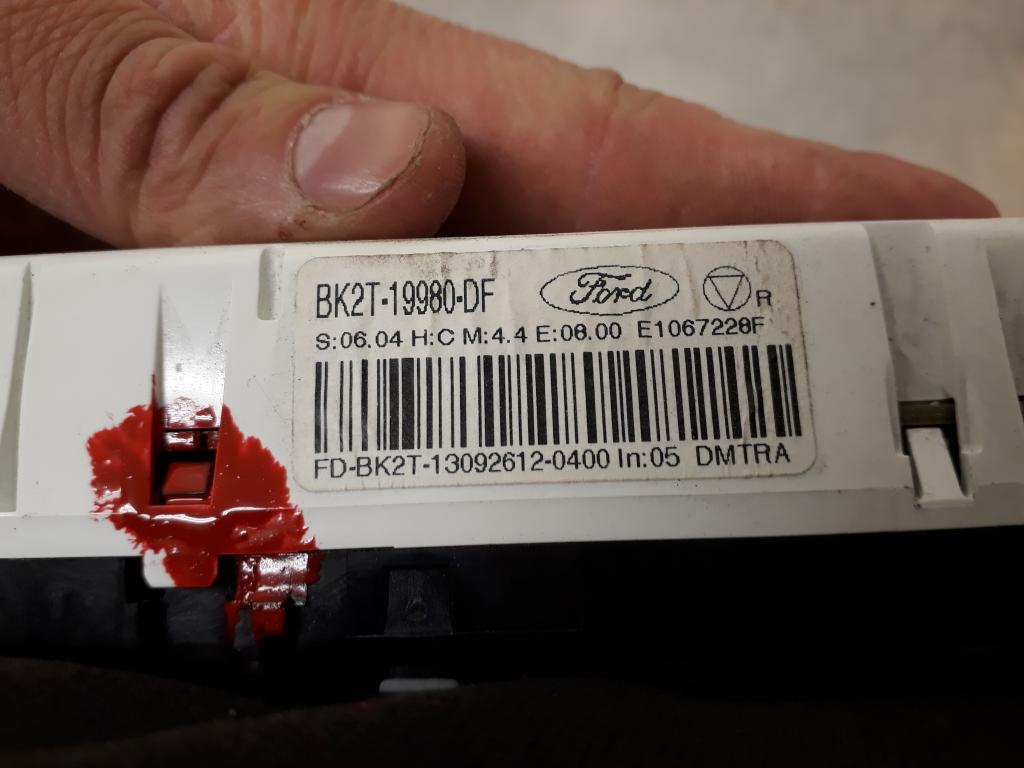 BK2T-19980-DF Ford R
S:06.04 H:C M:4.4 E:08.00 E1067228F
FD-BK2T-13092612-0400 In:05 DMTRA